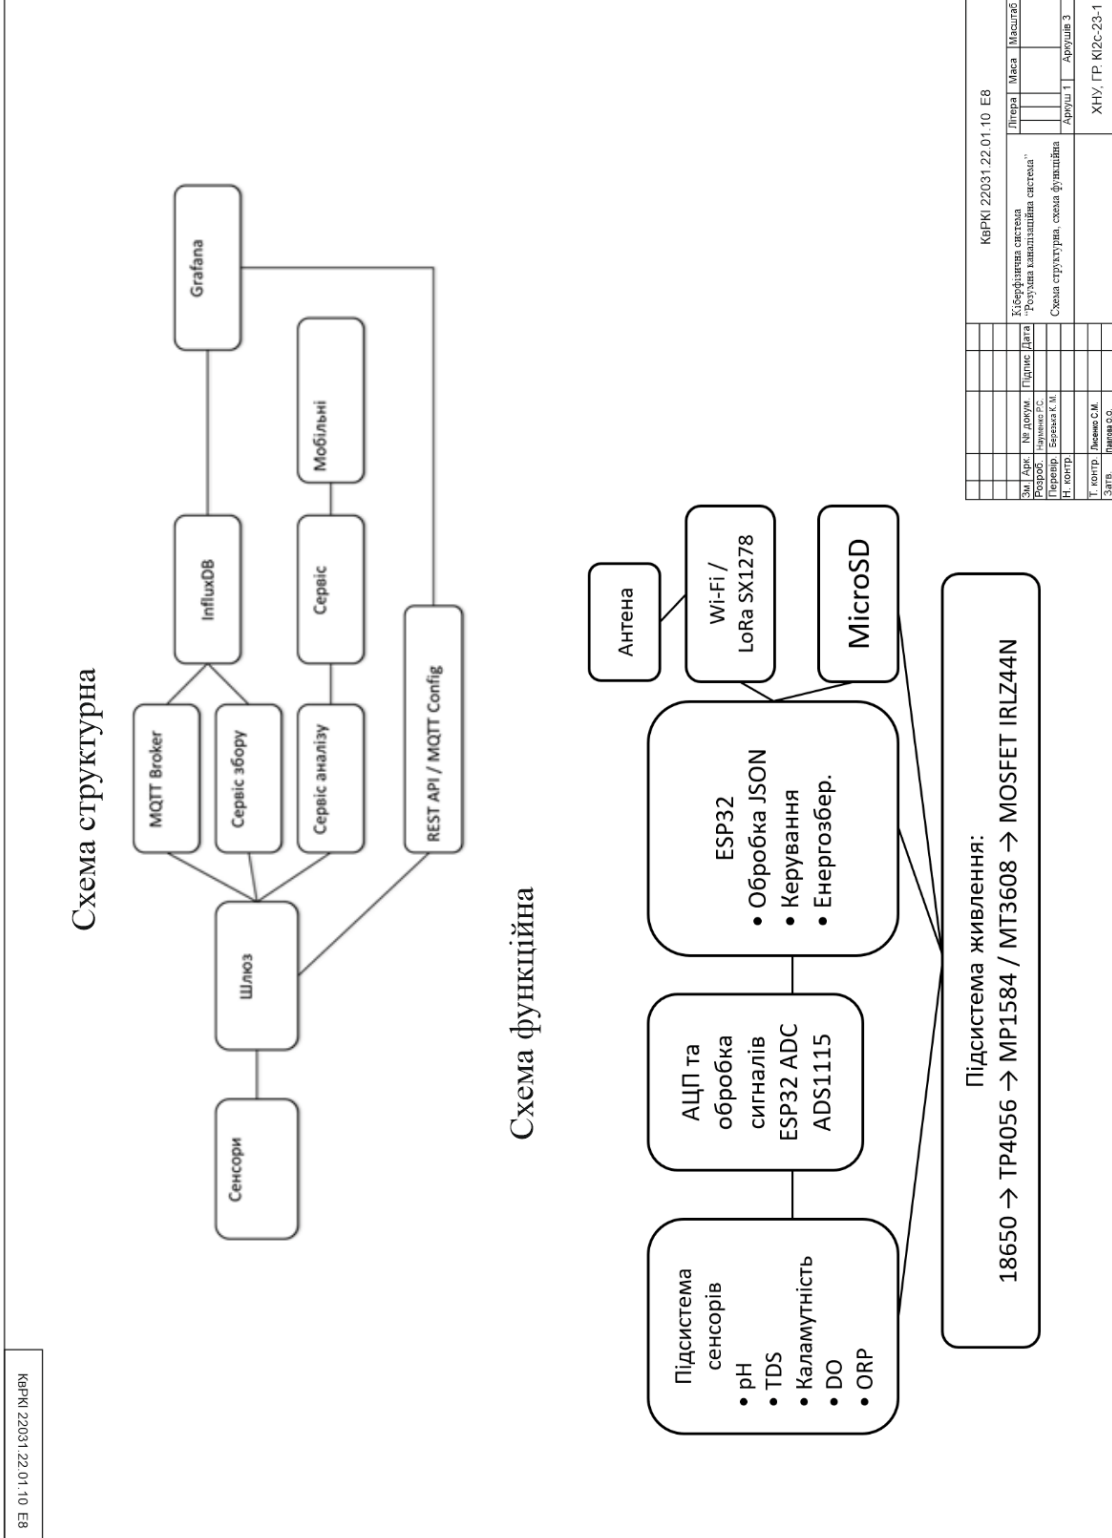 КвРКІ 22031.22.01.10 Е8
Схема структурна
Сенсори
Шлюз
MQTT Broker
Сервіс збору
Сервіс аналізу
REST API / MQTT Config
InfluxDB
Сервіс
Grafana
Мобільні
Схема функційна
Підсистема
сенсорів
• pH
• TDS
• Каламутність
• DO
• ORP
АЦП та
обробка
сигналів
ESP32 ADC
ADS1115
ESP32
• Обробка JSON
• Керування
• Енергозбер.
Антена
Wi-Fi /
LoRa SX1278
MicroSD
Підсистема живлення:
18650 → TP4056 → MP1584 / MT3608 → MOSFET IRLZ44N
КвРКІ 22031.22.01.10 Е8
Зм. Арк. № докум. Підпис Дата
Розроб. Науменко Р.С.
Перевір. Березька К. М.
Н. контр.
Т. контр. Лисенко С.М.
Затв. Павлова О.О.
Кіберфізична система
“Розумна каналізаційна система”
Схема структурна, схема функційна
Літера Маса Масштаб
Аркуш 1 Аркушів 3
ХНУ, ГР. КІ2с-23-1